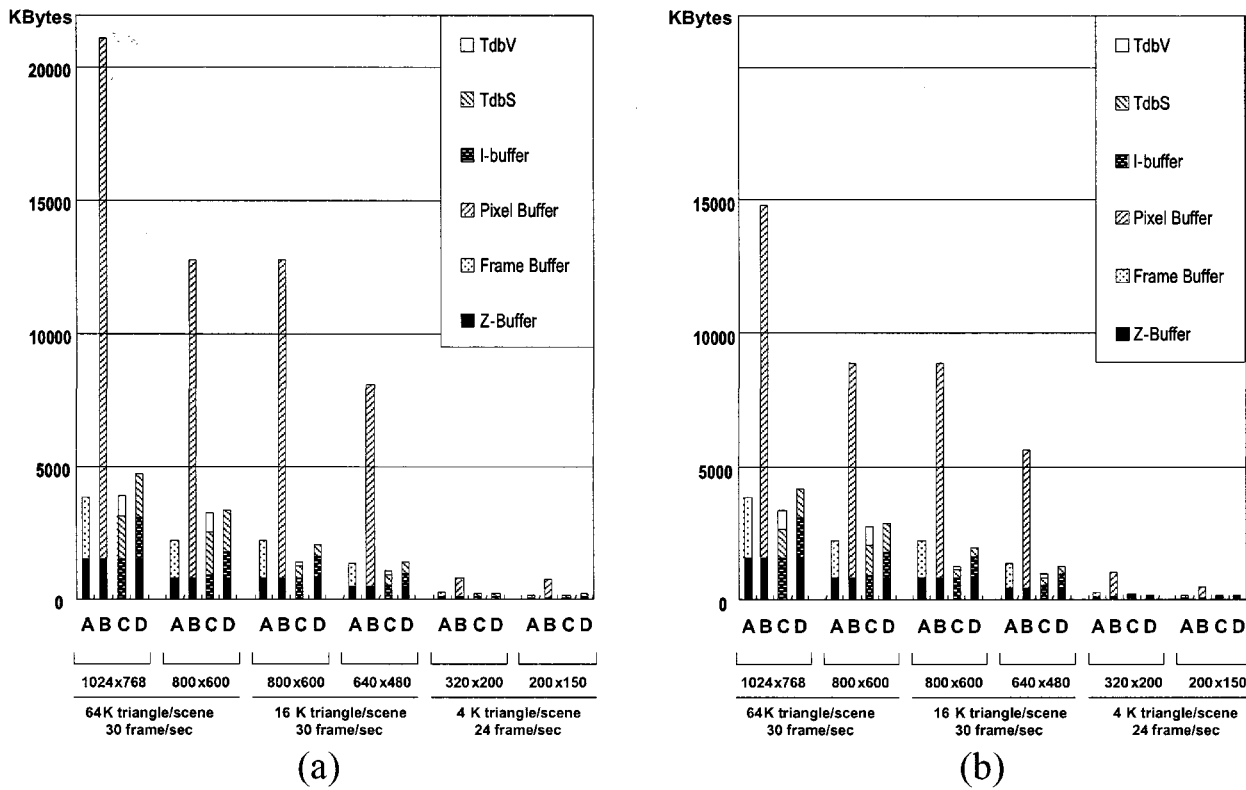 KBytes
20000
15000
10000
5000
0
TdbV
TdbS
I-buffer
Pixel Buffer
Frame Buffer
Z-Buffer
A B C D A B C D A B C D A B C D A B C D A B C D
1024x768 800x600 800x600 640x480 320x200 200x150
64K triangle/scene 16 K triangle/scene 4 K triangle/scene
30 frame/sec 30 frame/sec 24 frame/sec
(a)
KBytes
15000
10000
5000
0
TdbV
TdbS
I-buffer
Pixel Buffer
Frame Buffer
Z-Buffer
A B C D A B C D A B C D A B C D A B C D A B C D
1024x768 800x600 800x600 640x480 320x200 200x150
64K triangle/scene 16 K triangle/scene 4 K triangle/scene
30 frame/sec 30 frame/sec 24 frame/sec
(b)